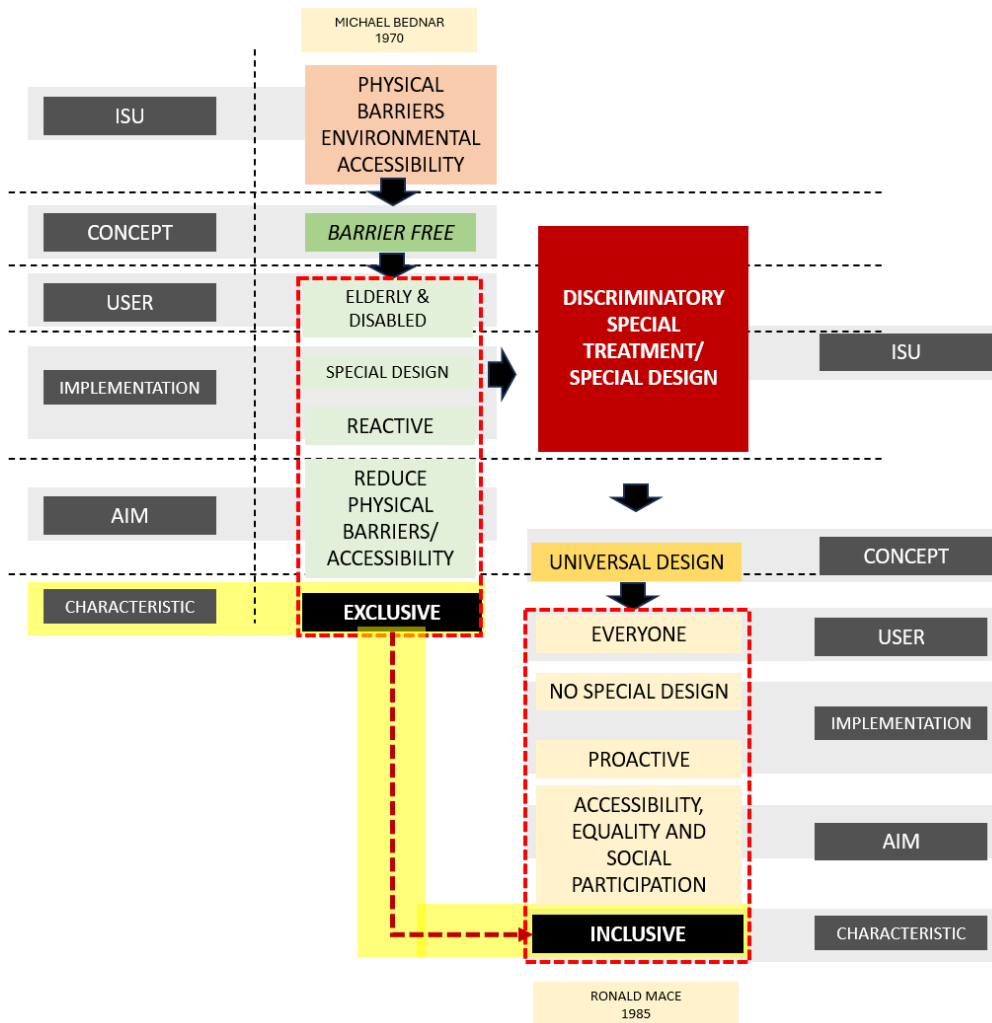 MICHAEL BEDNAR
1970
ISU
PHYSICAL
BARRIERS
ENVIRONMENTAL
ACCESSIBILITY
CONCEPT
BARRIER FREE
USER
ELDERLY &
DISABLED
IMPLEMENTATION
SPECIAL DESIGN
REACTIVE
AIM
REDUCE
PHYSICAL
BARRIERS/
ACCESSIBILITY
CHARACTERISTIC
EXCLUSIVE
DISCRIMINATORY
SPECIAL
TREATMENT/
SPECIAL DESIGN
ISU
UNIVERSAL DESIGN
CONCEPT
EVERYONE
USER
NO SPECIAL DESIGN
PROACTIVE
IMPLEMENTATION
ACCESSIBILITY,
EQUALITY AND
SOCIAL
PARTICIPATION
AIM
INCLUSIVE
CHARACTERISTIC
RONALD MACE
1985